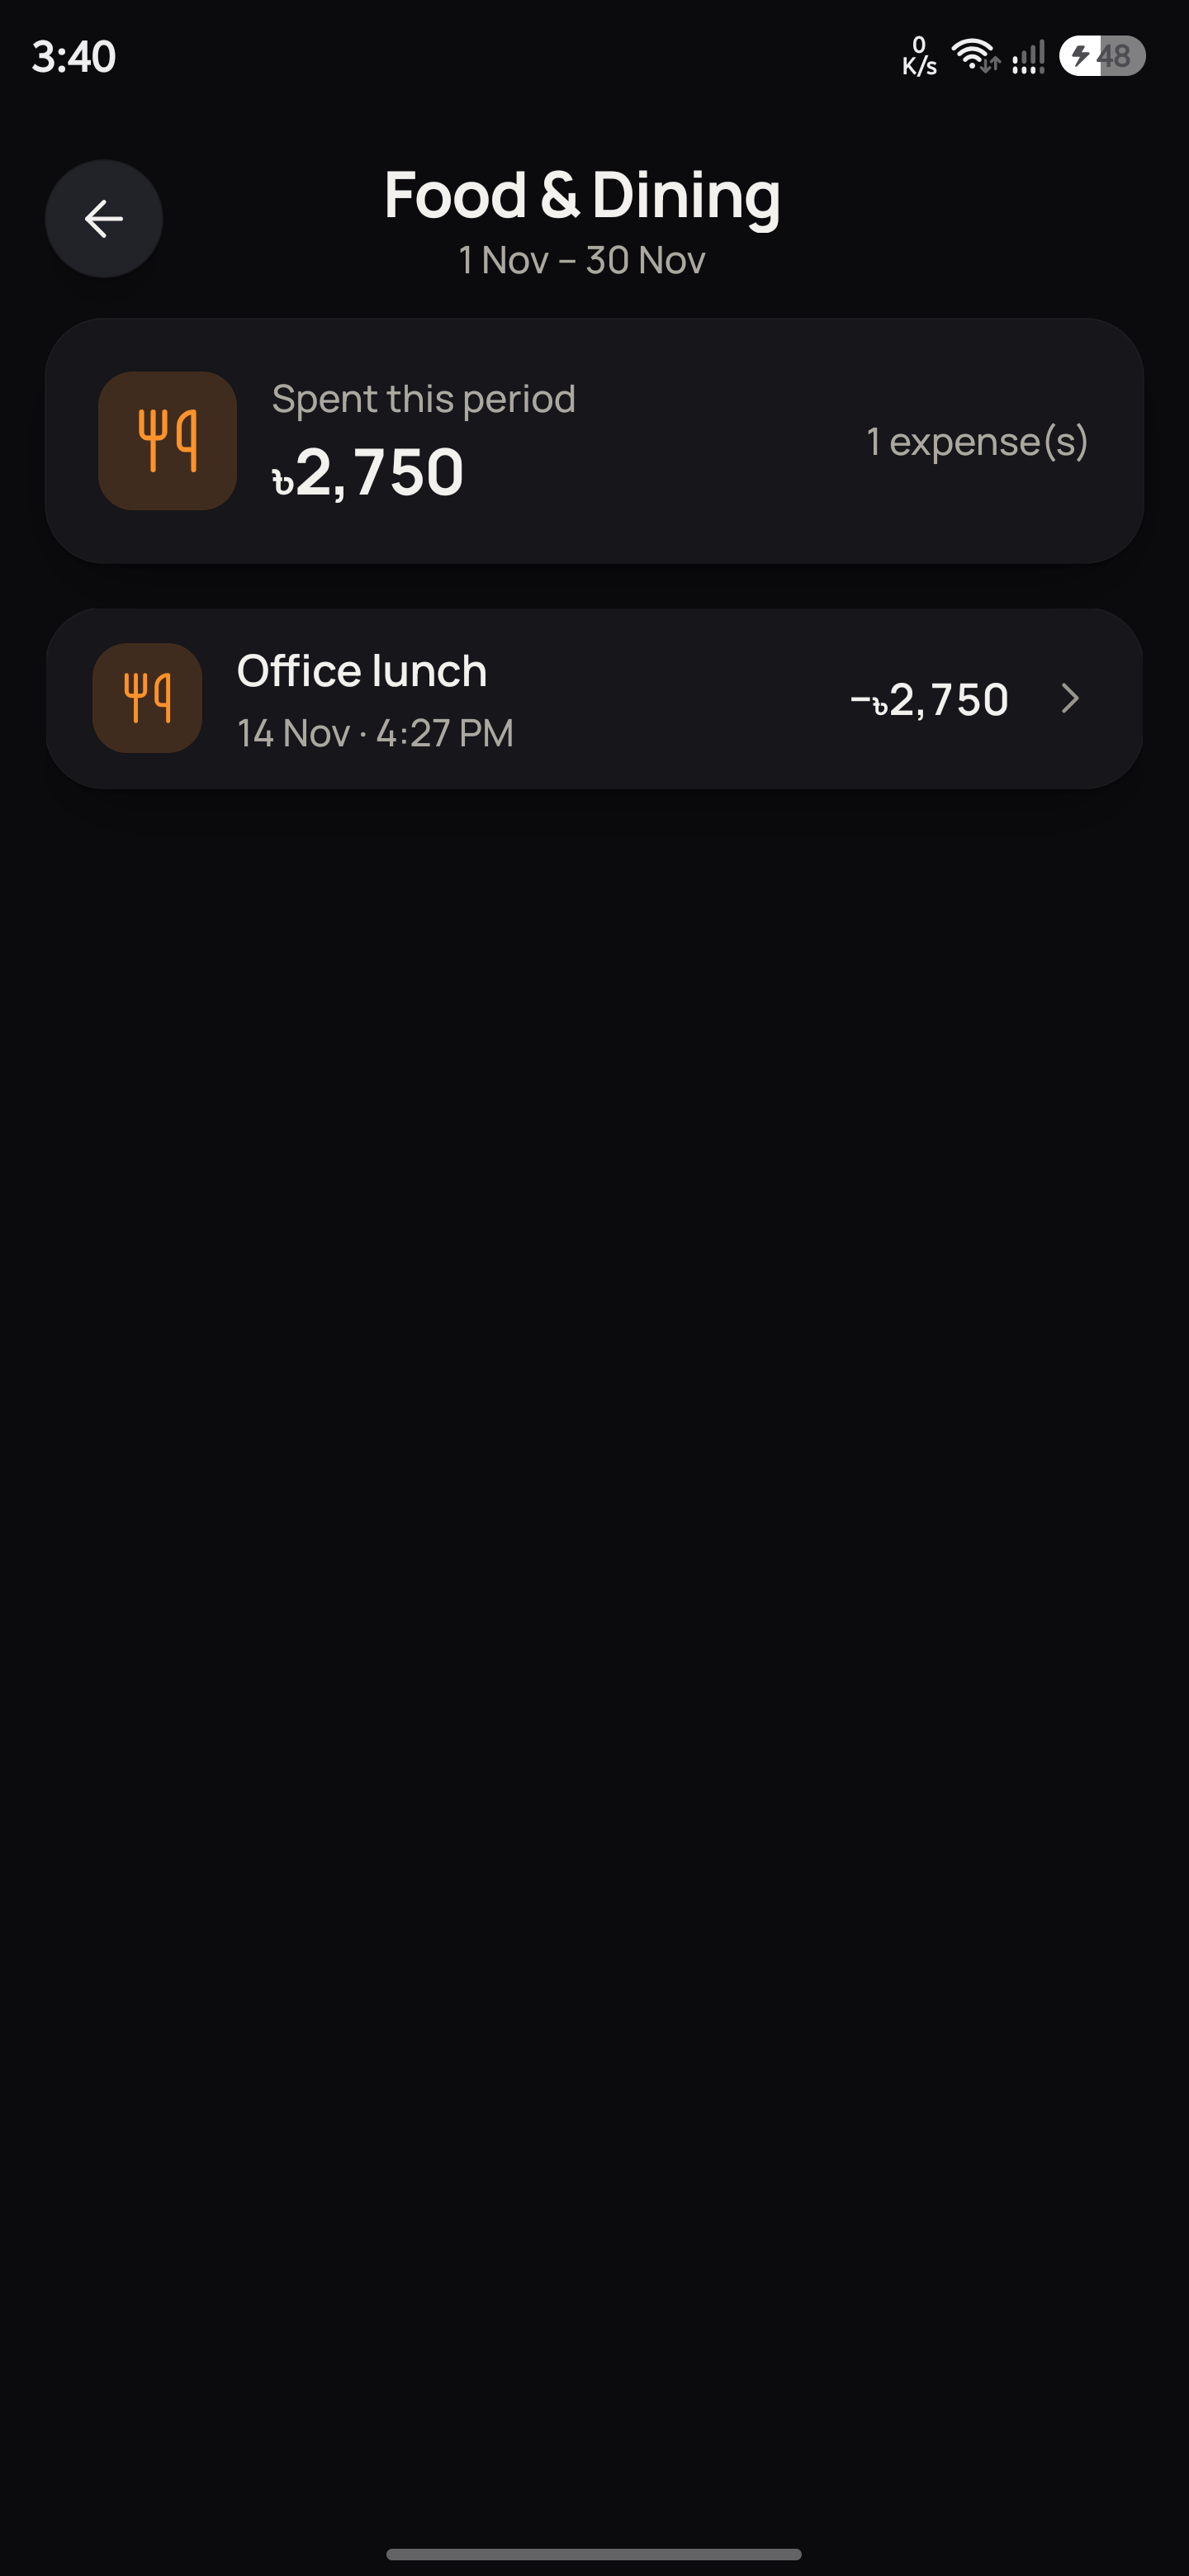 3:40
0
K/s
48
Food & Dining
1 Nov – 30 Nov
Spent this period
৳2,750
1 expense(s)
Office lunch
14 Nov · 4:27 PM
−৳2,750